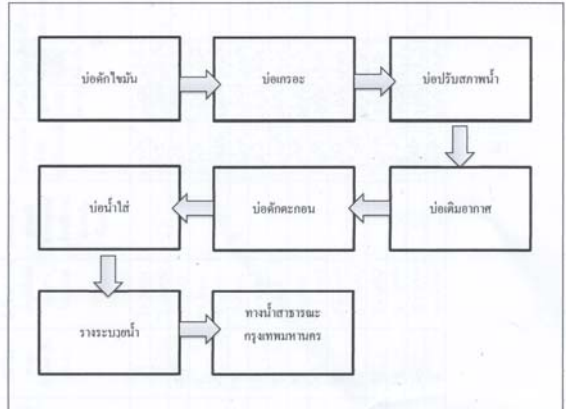 บ่อดักไขมัน
บ่อเกรอะ
บ่อปรับสภาพน้ำ
บ่อเติมอากาศ
บ่อดักตะกอน
บ่อน้ำใส่
รางระบายน้ำ
ทางน้ำสาธารณะ
กรุงเทพมหานคร